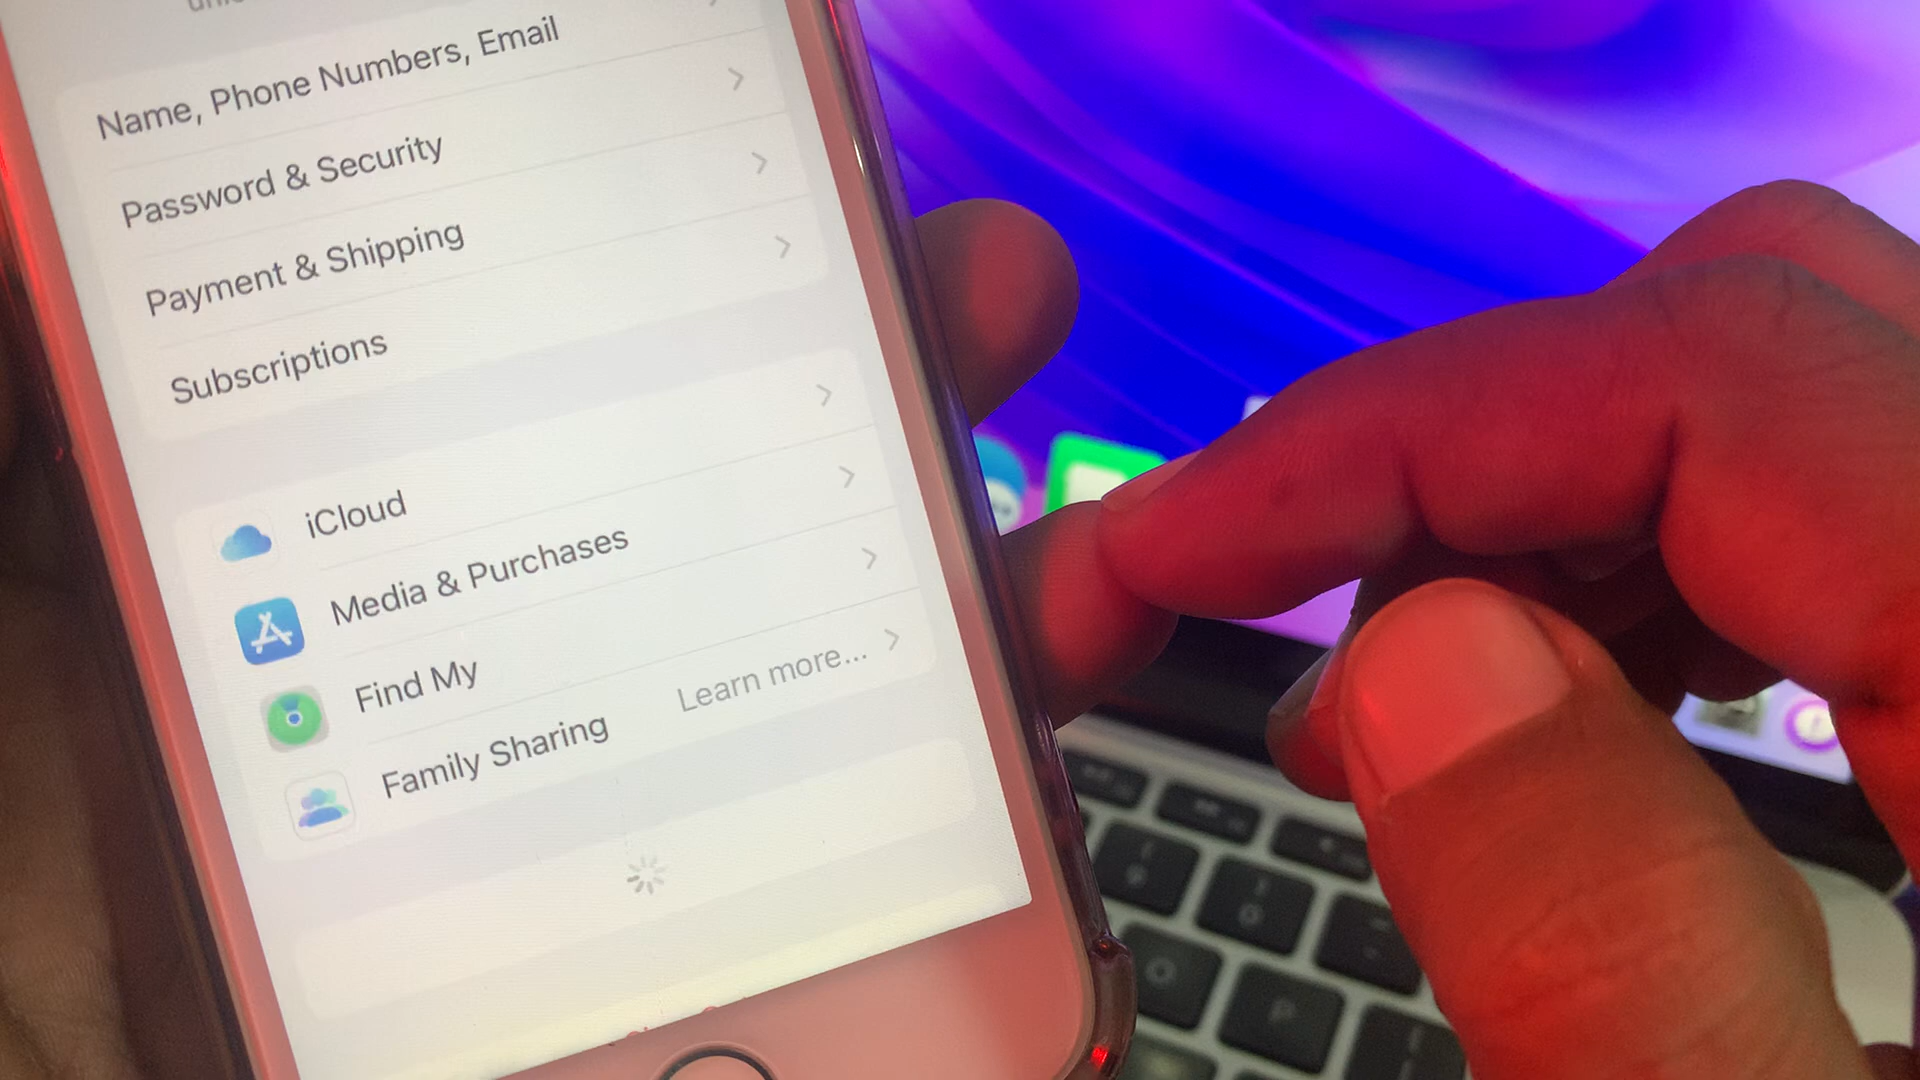 Name, Phone Numbers, Email
Password & Security
Payment & Shipping
Subscriptions
iCloud
Media & Purchases
Find My
Family Sharing Learn more...
O
P